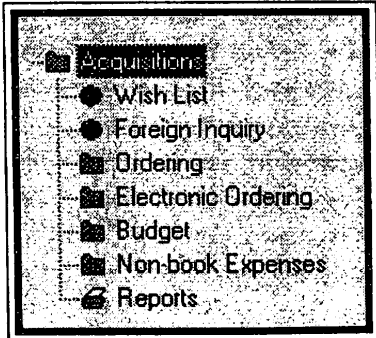 Acquisitions
Wish List
Foreign Inquiry
Ordering
Electronic Ordering
Budget
Non-book Expenses
Reports